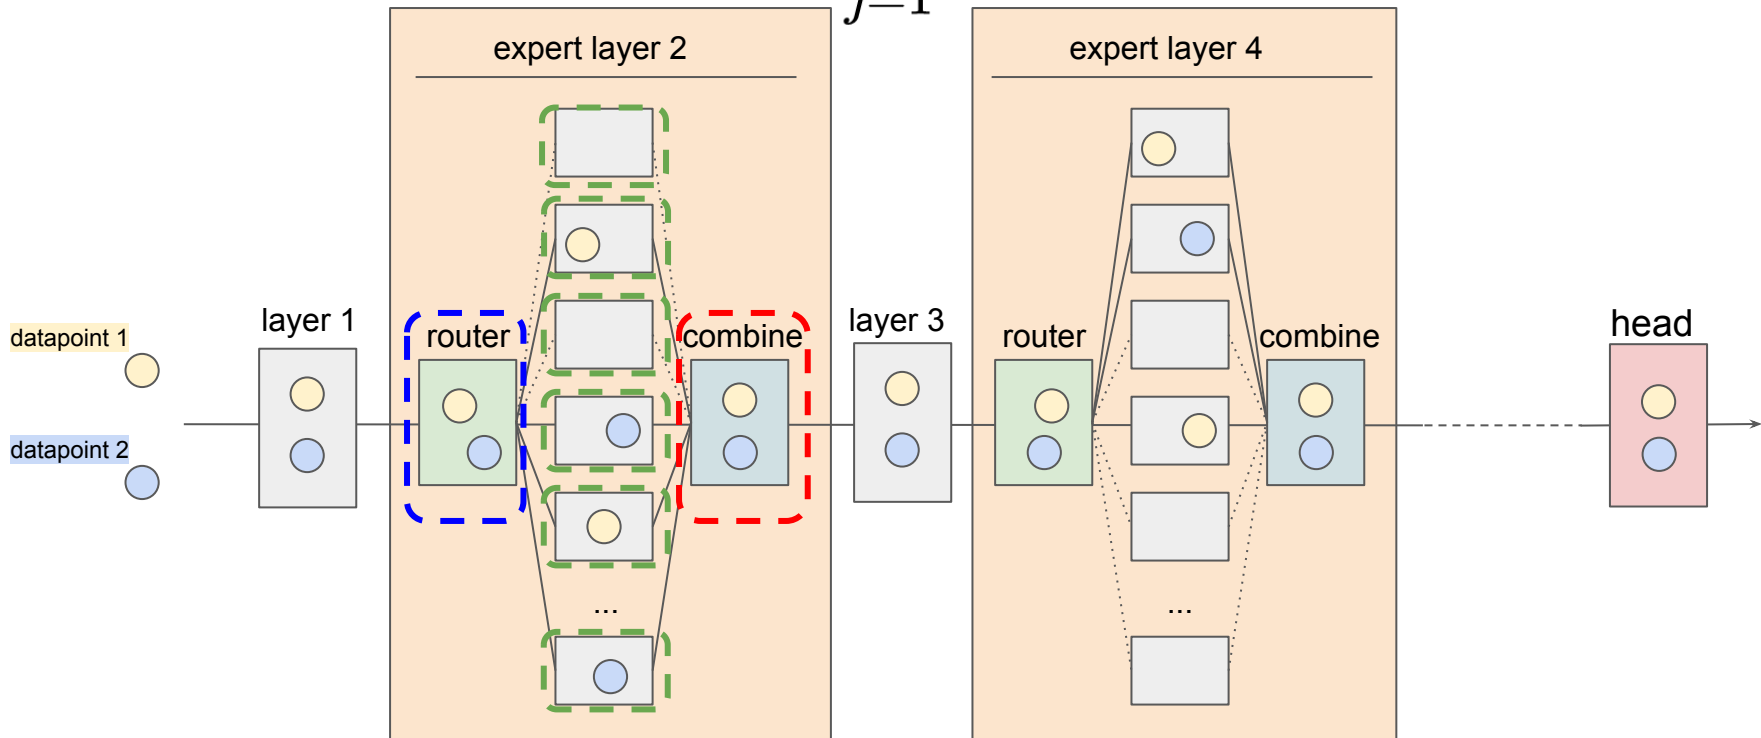 j=1
expert layer 2
expert layer 4
datapoint 1
datapoint 2
layer 1
router
combine
layer 3
router
combine
head
...
...